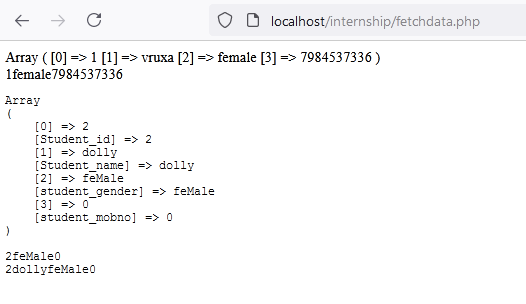 localhost/internship/fetchdata.php
Array ( [0] => 1 [1] => vruxa [2] => female [3] => 7984537336 )
1female7984537336
Array
(
    [0] => 2
    [Student_id] => 2
    [1] => dolly
    [Student_name] => dolly
    [2] => feMale
    [student_gender] => feMale
    [3] => 0
    [student_mobno] => 0
)
2feMale0
2dollyfeMale0